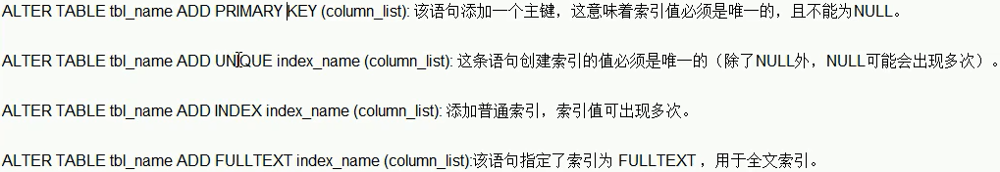 ALTER TABLE tbl_name ADD PRIMARY KEY (column_list): 该语句添加一个主键，这意味着索引值必须是唯一的，且不能为NULL。
ALTER TABLE tbl_name ADD UNIQUE index_name (column_list): 这条语句创建索引的值必须是唯一的（除了NULL外，NULL可能会出现多次）。
ALTER TABLE tbl_name ADD INDEX index_name (column_list): 添加普通索引，索引值可出现多次。
ALTER TABLE tbl_name ADD FULLTEXT index_name (column_list):该语句指定了索引为 FULLTEXT ，用于全文索引。